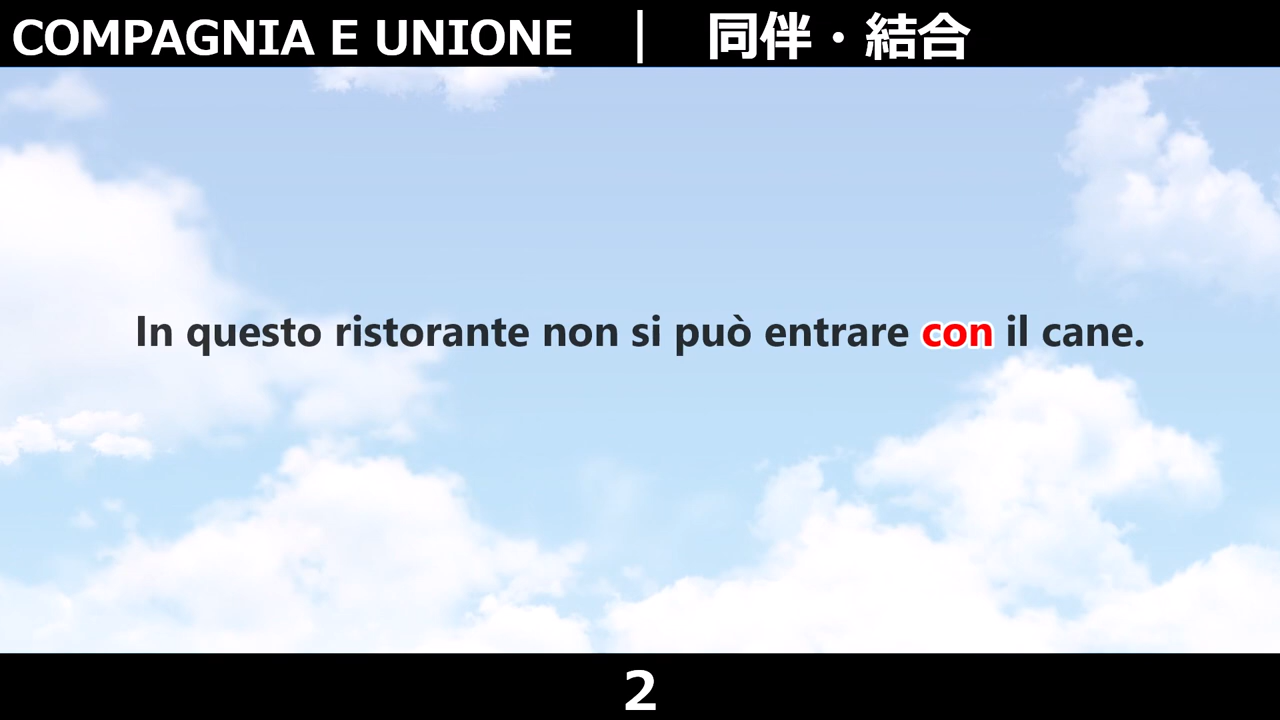 COMPAGNIA E UNIONE | 同伴・結合
In questo ristorante non si può entrare con il cane.
2